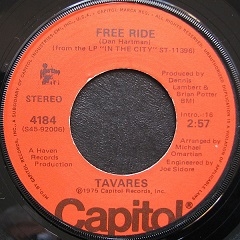 FREE RIDE
(Dan Hartman)
(From the LP "IN THE CITY" ST-11396)
STEREO
4184
(S45-92006)
Produced by
Dennis
Lambert &
Brian Potter
BMI
Intro.-:18
2:57
A Haven
Records
Production
Arranged by
Michael
Omartian
Engineered by
Joe Sidore
TAVARES
℗1975 Capitol Records, Inc.
Capitol